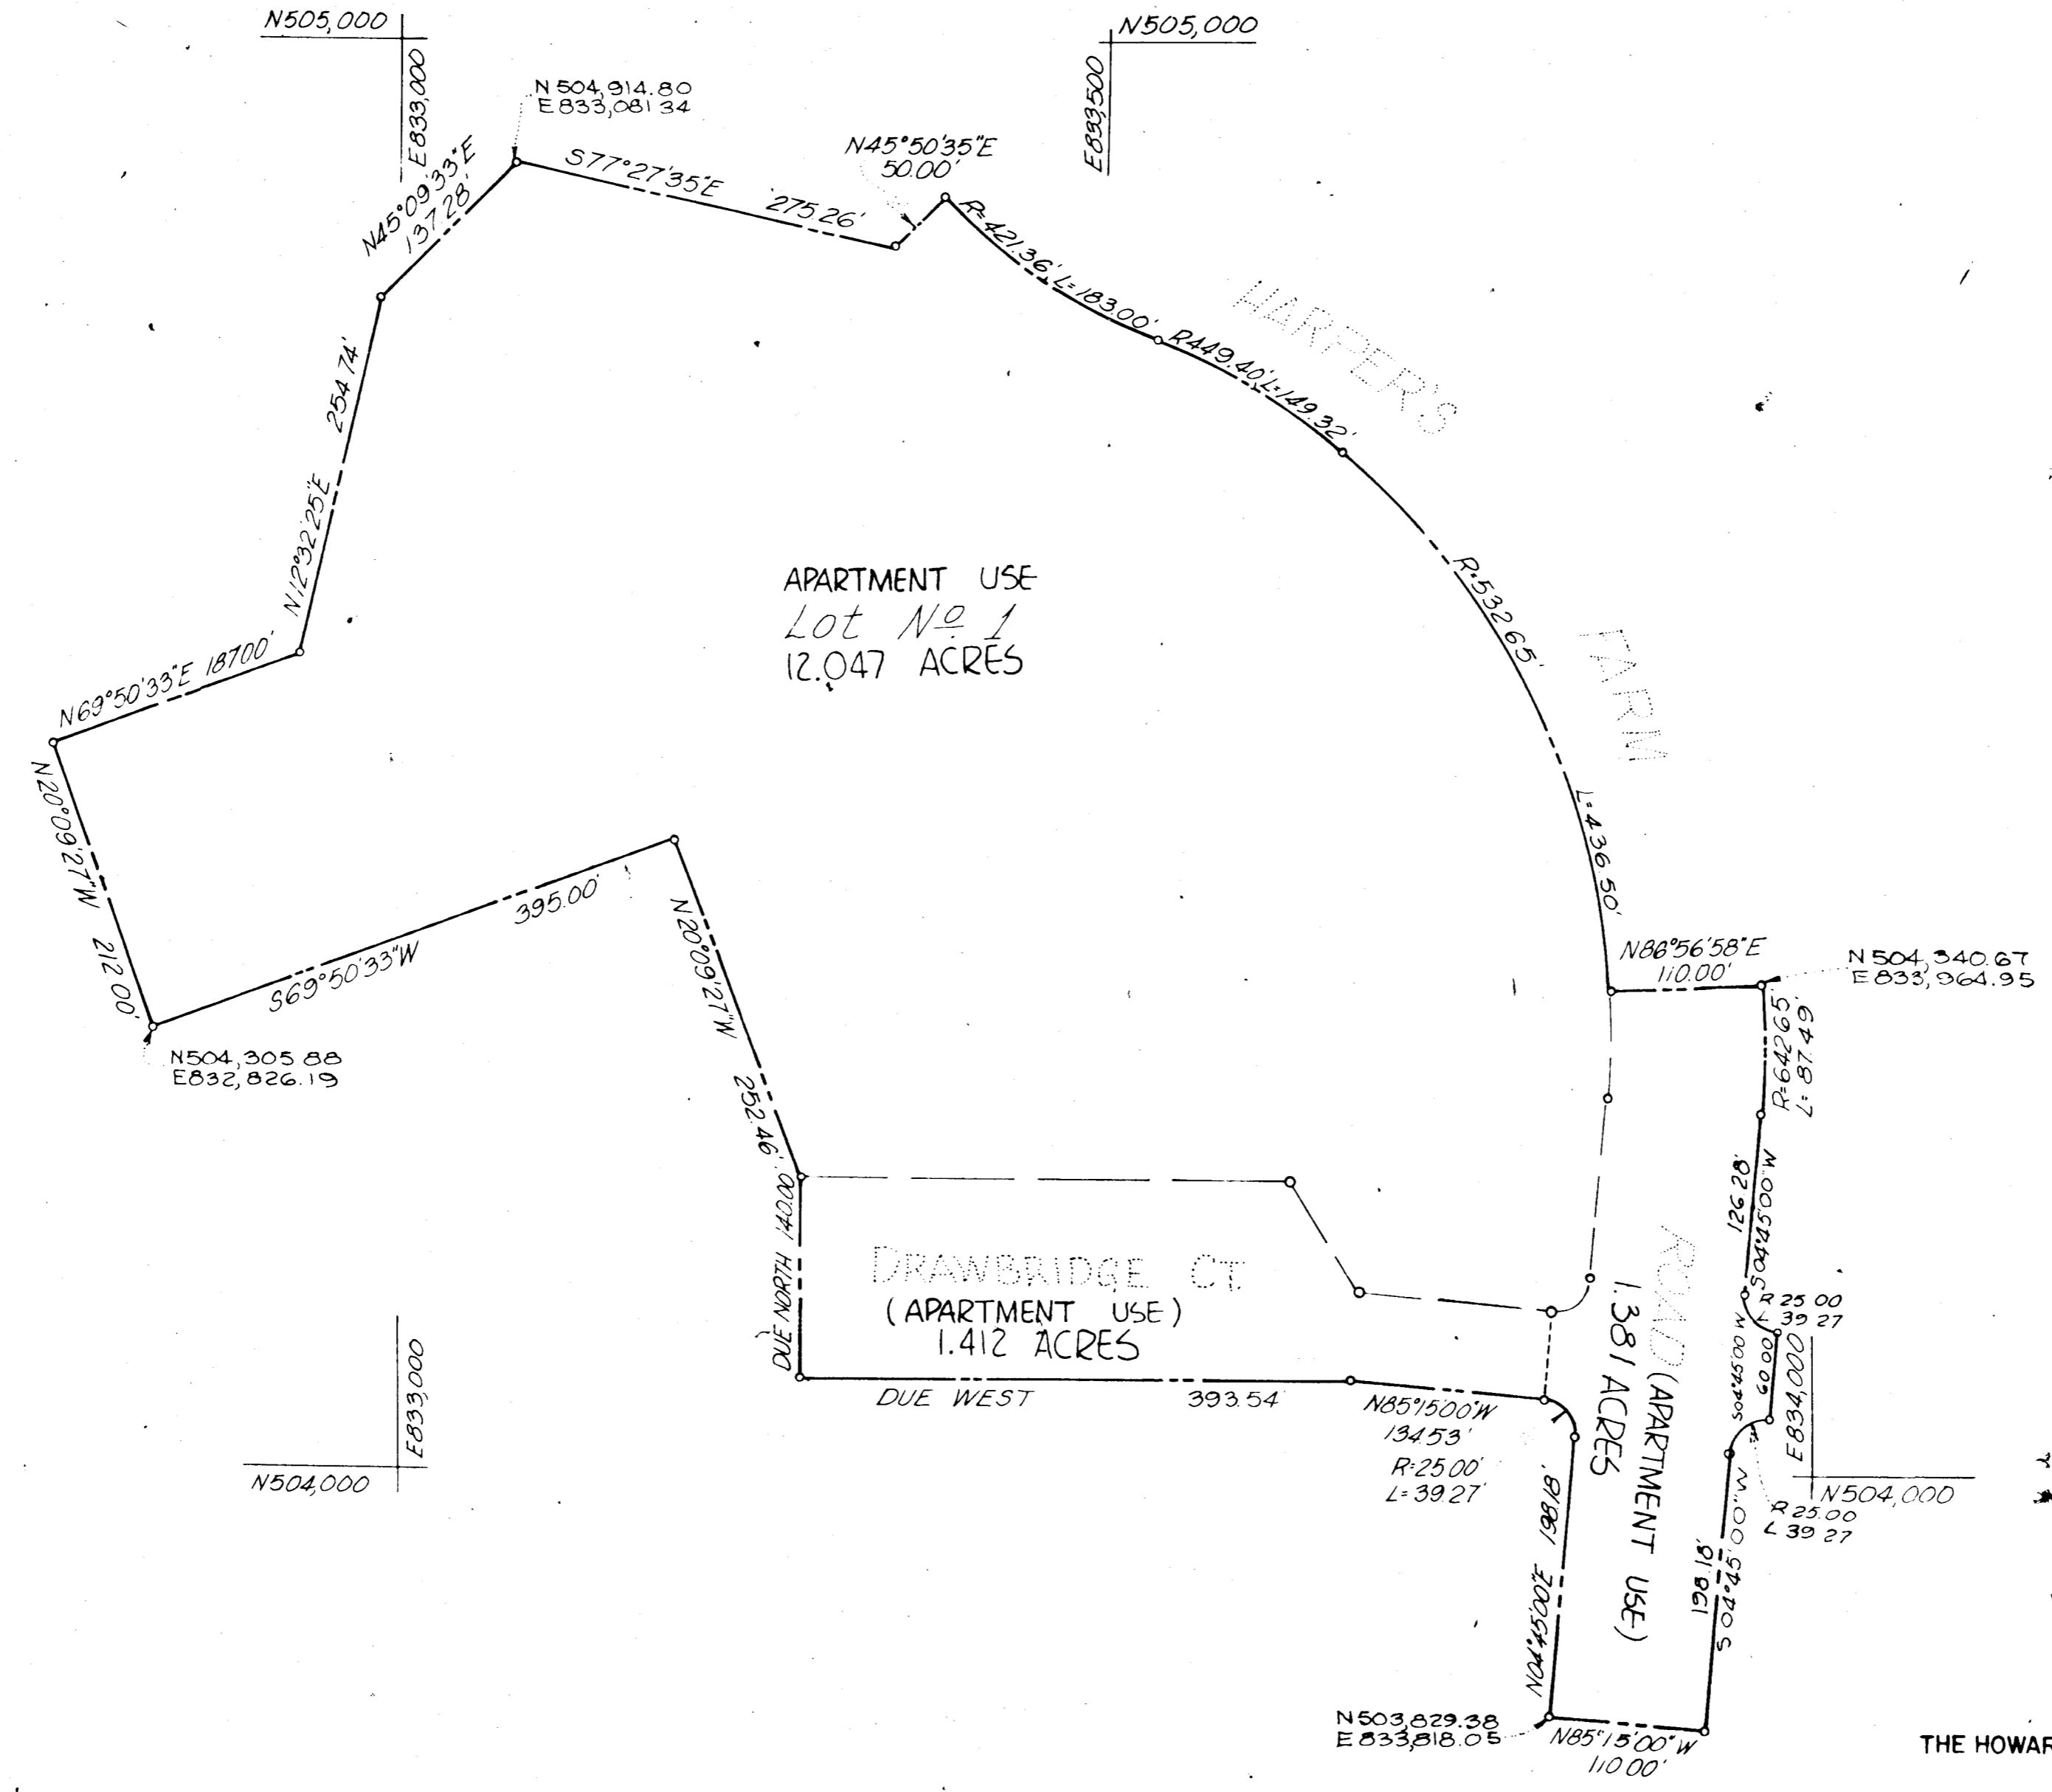 N505,000
E833,000
N505,000
E833,500
N 504,914.80
E833,081 34
N45°09'33"E
137.28'
S77°27'35"E
275.26'
N45°50'35"E
50.00'
R=421.36' L=183.00'
R449.40' L=149.32'
HARPER'S
FARM
254 74'
N12°32'25"E
APARTMENT USE
Lot No 1
12.047 ACRES
R=532 65'
L=436.50'
N69°50'33"E 187 00'
N20°09'27"W 212 00'
S69°50'33"W
395.00'
N504,305 88
E832,826.19
N20°09'27"W 252.46'
N86°56'58"E
110.00'
N 504,340.67
E833,964.95
R=642 65'
L= 87.49'
126 28'
S04°45'00"W
DUE NORTH 140.00'
DRAWBRIDGE CT.
(APARTMENT USE)
1.412 ACRES
DUE WEST 393.54
N85°15'00"W
134.53'
R=25 00'
L=39.27'
ROAD (APARTMENT USE)
1.381 ACRES
R 25 00
L 39 27
S04°45'00 W
60 00'
E834,000
N504,000
R 25.00
L 39 27
E833,000
N504,000
N04°45'00"E 198.18'
198.18'
S 04°45'00" W
N503,829.38
E833,818.05
N85°15'00" W
110 00'
THE HOWAR